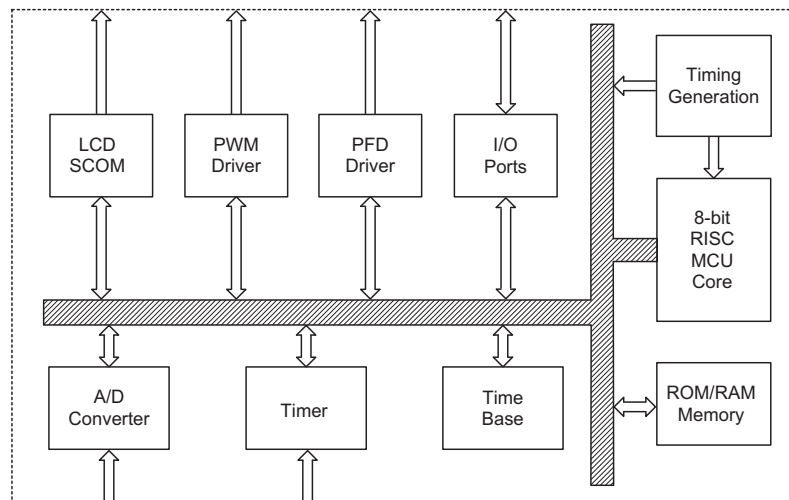 LCD
SCOM
PWM
Driver
PFD
Driver
I/O
Ports
Timing
Generation
8-bit
RISC
MCU
Core
A/D
Converter
Timer
Time
Base
ROM/RAM
Memory